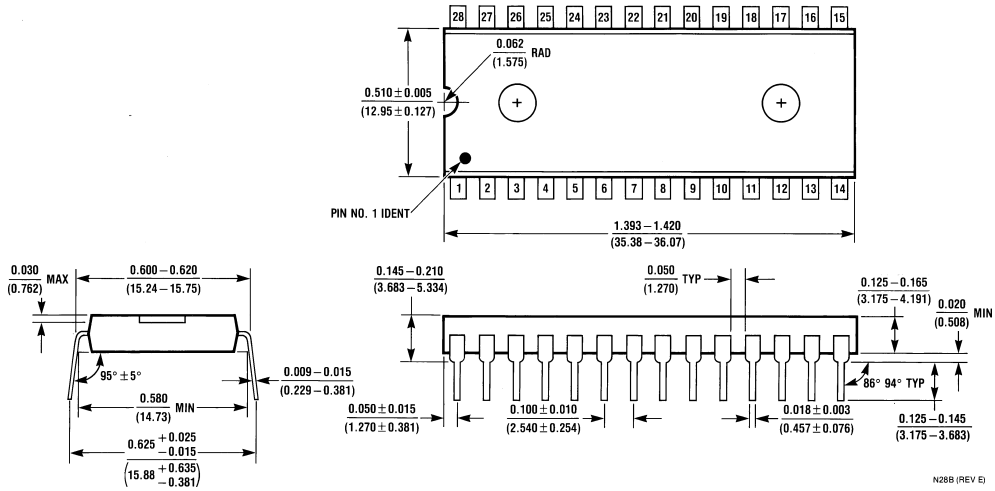 28 27 26 25 24 23 22 21 20 19 18 17 16 15
0.062
(1.575)
RAD
0.510 ± 0.005
(12.95 ± 0.127)
1 2 3 4 5 6 7 8 9 10 11 12 13 14
PIN NO. 1 IDENT
1.393 – 1.420
(35.38 – 36.07)
0.030
(0.762)
MAX
0.600 – 0.620
(15.24 – 15.75)
95° ± 5°
0.009 – 0.015
(0.229 – 0.381)
0.580
(14.73)
MIN
0.625 + 0.025
– 0.015
(15.88 + 0.635
– 0.381)
0.145 – 0.210
(3.683 – 5.334)
0.050
(1.270)
TYP
0.125 – 0.165
(3.175 – 4.191)
0.020
(0.508)
MIN
86° 94° TYP
0.050 ± 0.015
(1.270 ± 0.381)
0.100 ± 0.010
(2.540 ± 0.254)
0.018 ± 0.003
(0.457 ± 0.076)
0.125 – 0.145
(3.175 – 3.683)
N28B (REV E)